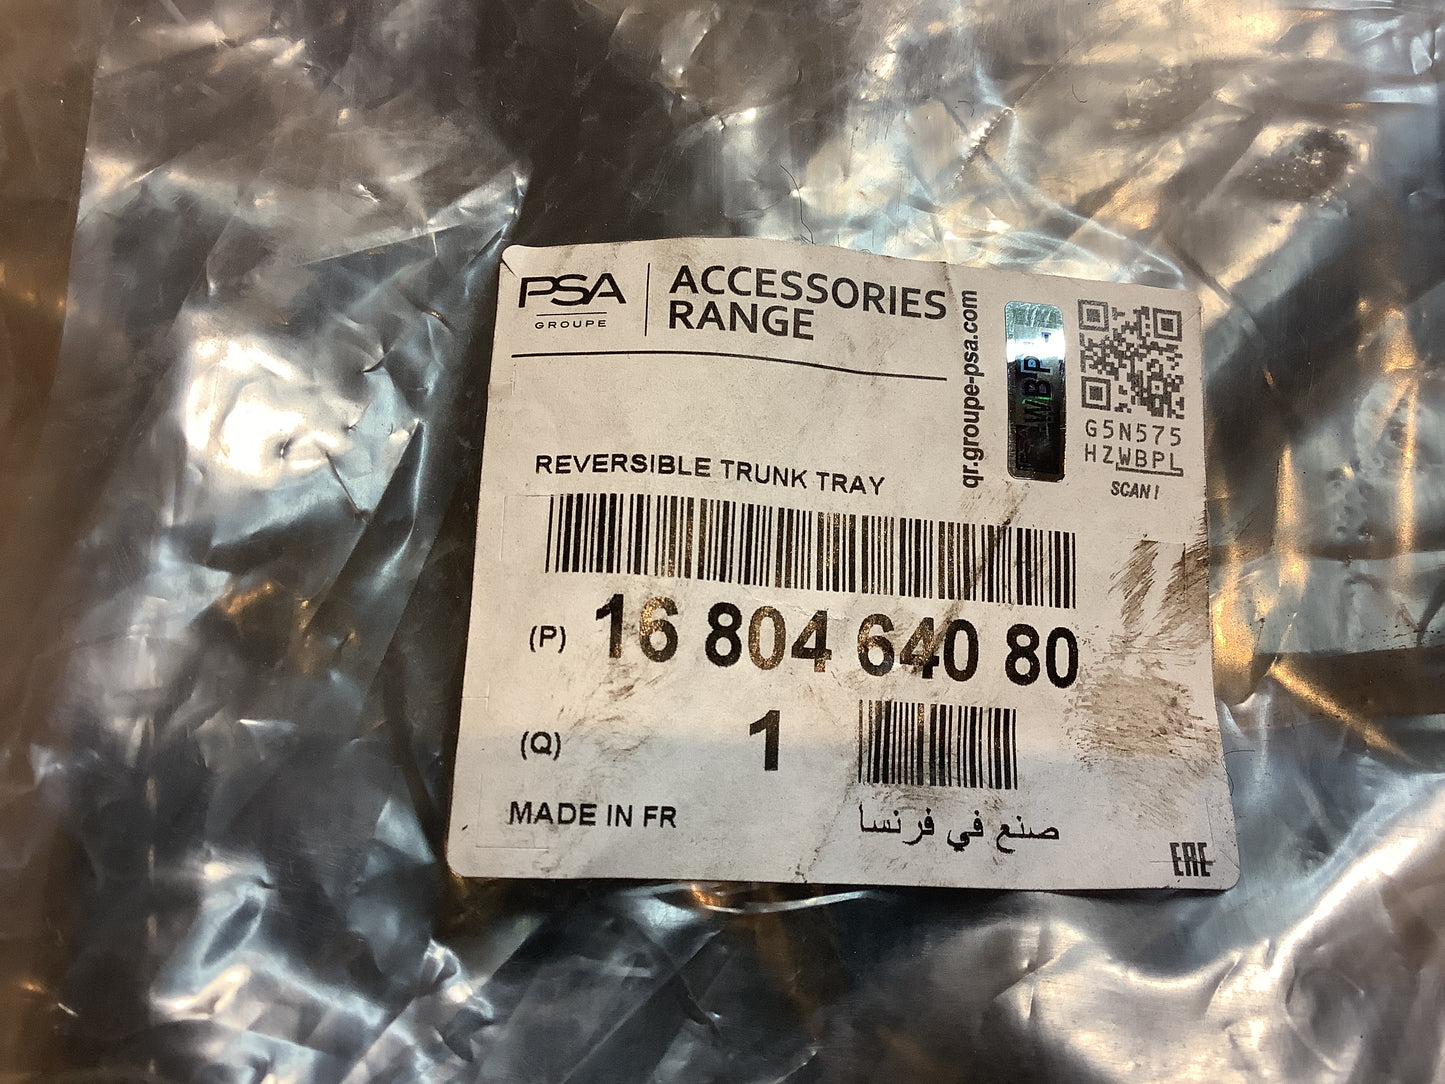 PSA
GROUPE
ACCESSORIES
RANGE
qr.groupe-psa.com
WBPL
G5N575
HZWBPL
SCAN !
REVERSIBLE TRUNK TRAY
(P) 16 804 640 80
(Q) 1
MADE IN FR
صنع في فرنسا
EAC